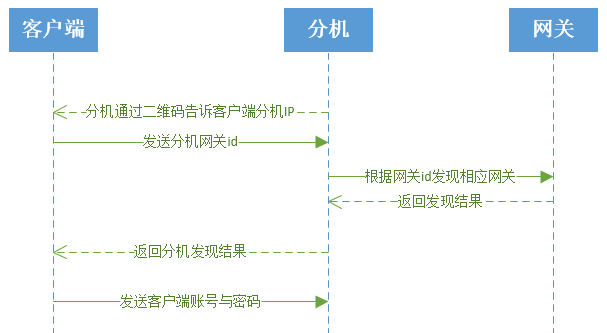 客户端
分机
网关
分机通过二维码告诉客户端分机IP
发送分机网关id
根据网关id发现相应网关
返回发现结果
返回分机发现结果
发送客户端账号与密码